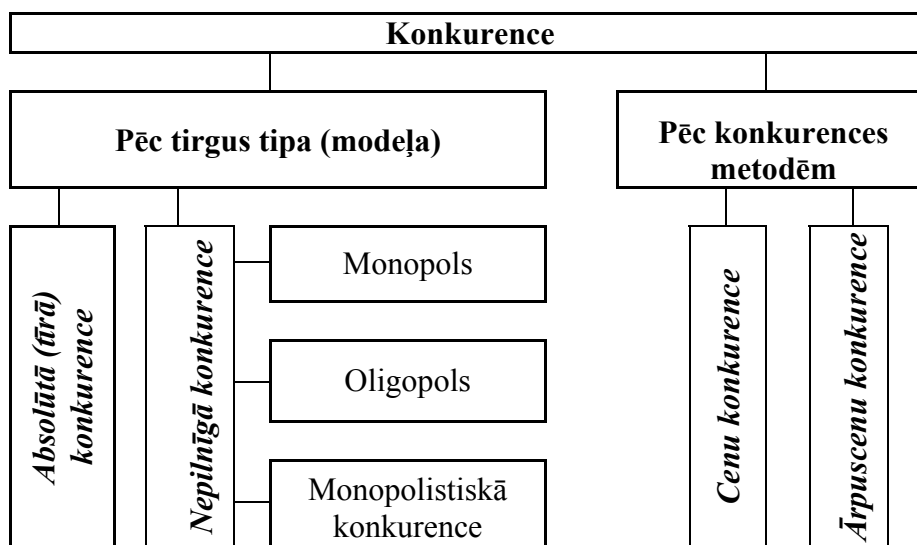 Konkurence
Pēc tirgus tipa (modeļa)
Pēc konkurences
metodēm
Absolūtā (tīrā)
konkurence
Nepilnīgā konkurence
Monopols
Oligopols
Monopolistiskā
konkurence
Cenu konkurence
Ārpuscenu konkurence